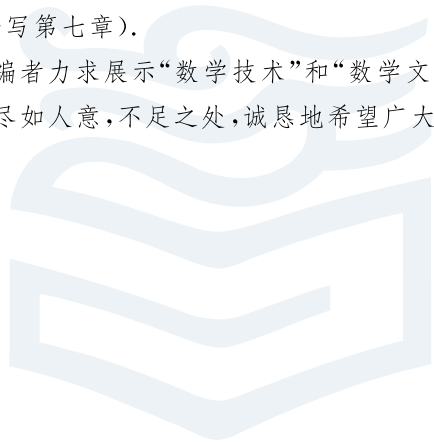 写第七章).
编者力求展示“数学技术”和“数学文
尽如人意,不足之处,诚恳地希望广大